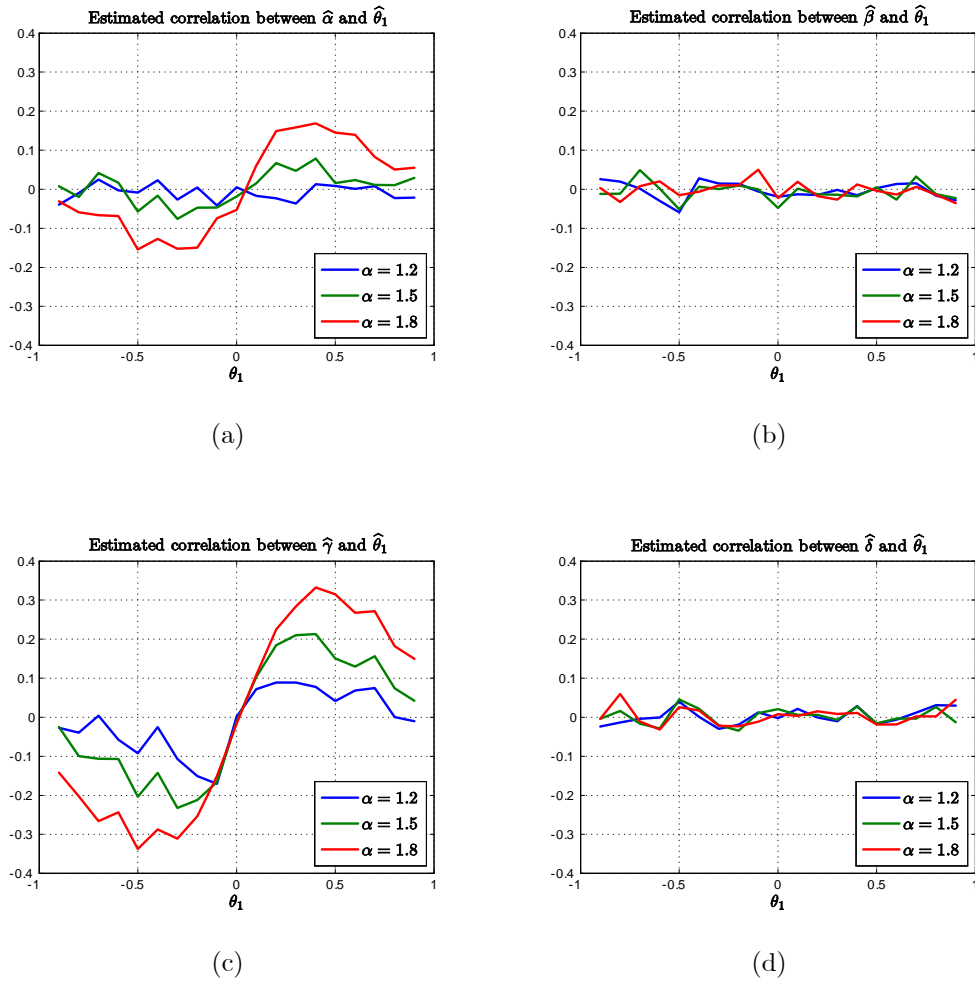 Estimated correlation between α̂ and θ̂₁
0.4
0.3
0.2
0.1
0
-0.1
-0.2
-0.3
-0.4
-1
-0.5
0
0.5
1
α = 1.2
α = 1.5
α = 1.8
θ₁
(a)
Estimated correlation between β̂ and θ̂₁
0.4
0.3
0.2
0.1
0
-0.1
-0.2
-0.3
-0.4
-1
-0.5
0
0.5
1
α = 1.2
α = 1.5
α = 1.8
θ₁
(b)
Estimated correlation between γ̂ and θ̂₁
0.4
0.3
0.2
0.1
0
-0.1
-0.2
-0.3
-0.4
-1
-0.5
0
0.5
1
α = 1.2
α = 1.5
α = 1.8
θ₁
(c)
Estimated correlation between δ̂ and θ̂₁
0.4
0.3
0.2
0.1
0
-0.1
-0.2
-0.3
-0.4
-1
-0.5
0
0.5
1
α = 1.2
α = 1.5
α = 1.8
θ₁
(d)